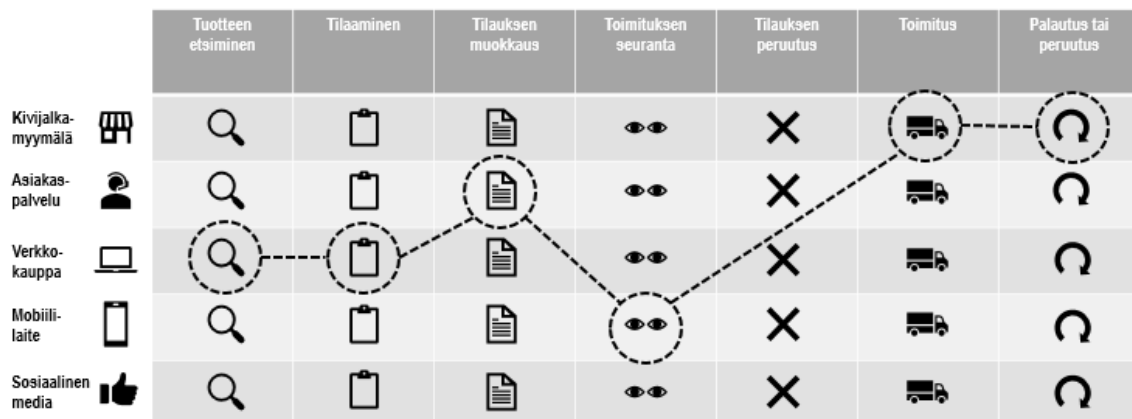 Tuotteen
etsiminen
Tilaaminen
Tilauksen
muokkaus
Toimituksen
seuranta
Tilauksen
peruutus
Toimitus
Palautus tai
peruutus
Kivijalka-
myymälä
Asiakas-
palvelu
Verkko-
kauppa
Mobiili-
laite
Sosiaalinen
media